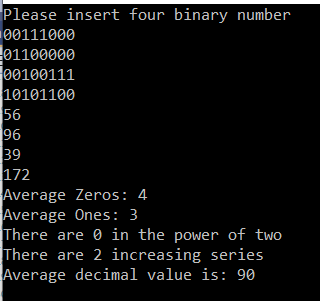 Please insert four binary number
00111000
01100000
00100111
10101100
56
96
39
172
Average Zeros: 4
Average Ones: 3
There are 0 in the power of two
There are 2 increasing series
Average decimal value is: 90